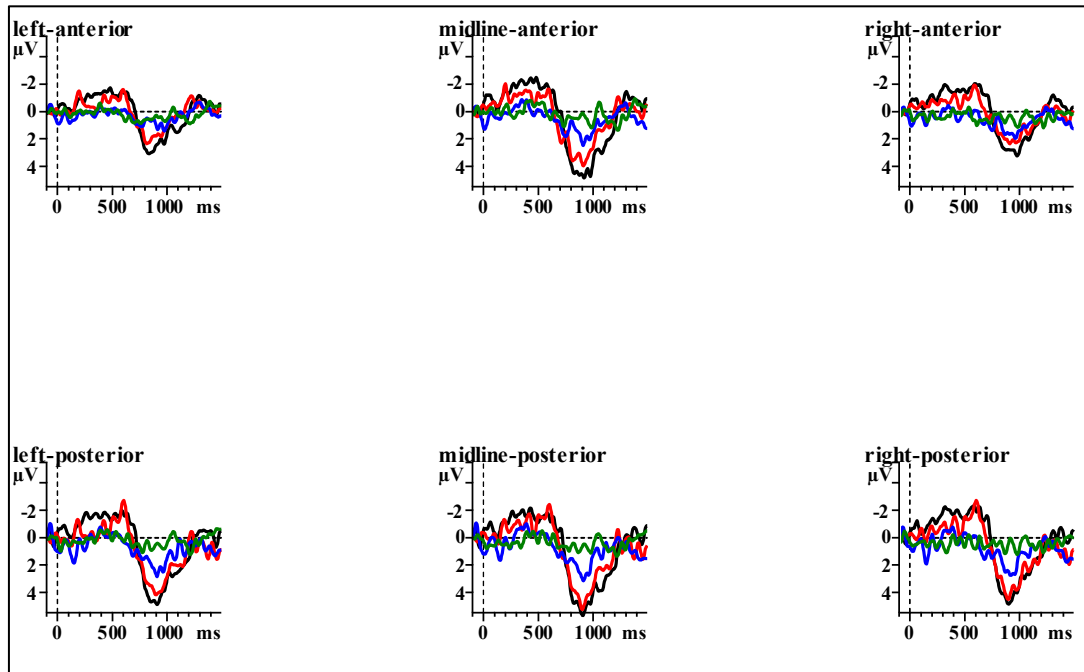 left-anterior midline-anterior right-anterior
µV µV µV
-2 -2 -2
0 0 0
2 2 2
4 4 4
0 500 1000 ms 0 500 1000 ms 0 500 1000 ms
left-posterior midline-posterior right-posterior
µV µV µV
-2 -2 -2
0 0 0
2 2 2
4 4 4
0 500 1000 ms 0 500 1000 ms 0 500 1000 ms